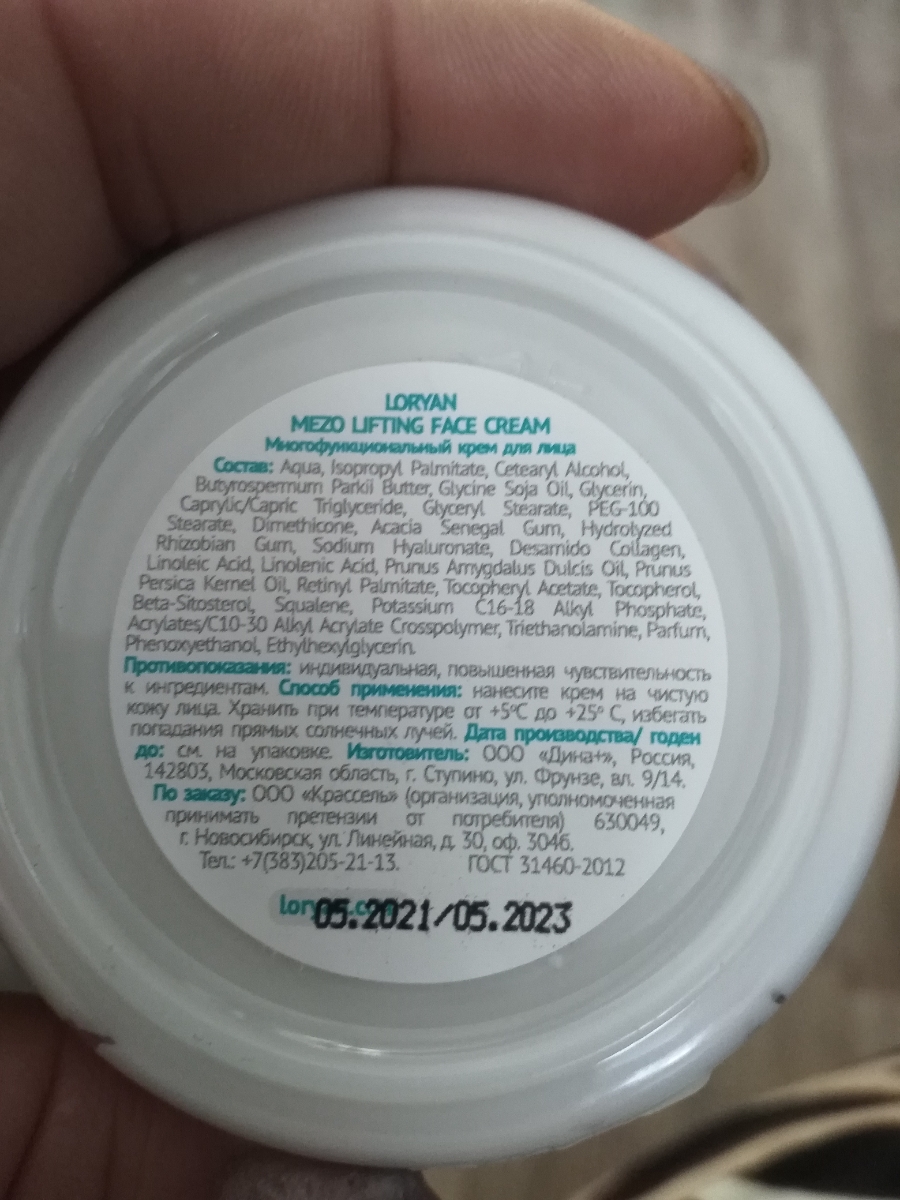 LORYAN
MEZO LIFTING FACE CREAM
Многофункциональный крем для лица
Состав: Aqua, Isopropyl Palmitate, Cetearyl Alcohol,
Butyrospermum Parkii Butter, Glycine Soja Oil, Glycerin,
Caprylic/Capric Triglyceride, Glyceryl Stearate, PEG-100
Stearate, Dimethicone, Acacia Senegal Gum, Hydrolyzed
Rhizobian Gum, Sodium Hyaluronate, Desamido Collagen,
Linoleic Acid, Linolenic Acid, Prunus Amygdalus Dulcis Oil, Prunus
Persica Kernel Oil, Retinyl Palmitate, Tocopheryl Acetate, Tocopherol,
Beta-Sitosterol, Squalene, Potassium C16-18 Alkyl Phosphate,
Acrylates/C10-30 Alkyl Acrylate Crosspolymer, Triethanolamine, Parfum,
Phenoxyethanol, Ethylhexylglycerin.
Противопоказания: индивидуальная, повышенная чувствительность
к ингредиентам. Способ применения: нанесите крем на чистую
кожу лица. Хранить при температуре от +5°C до +25° C, избегать
попадания прямых солнечных лучей. Дата производства/ годен
до: см. на упаковке. Изготовитель: ООО «Дина+», Россия,
142803, Московская область, г. Ступино, ул. Фрунзе, вл. 9/14.
По заказу: ООО «Крассель» (организация, уполномоченная
принимать претензии от потребителя) 630049,
г. Новосибирск, ул. Линейная, д. 30, оф. 304б.
Тел.: +7(383)205-21-13. ГОСТ 31460-2012
05.2021/05.2023